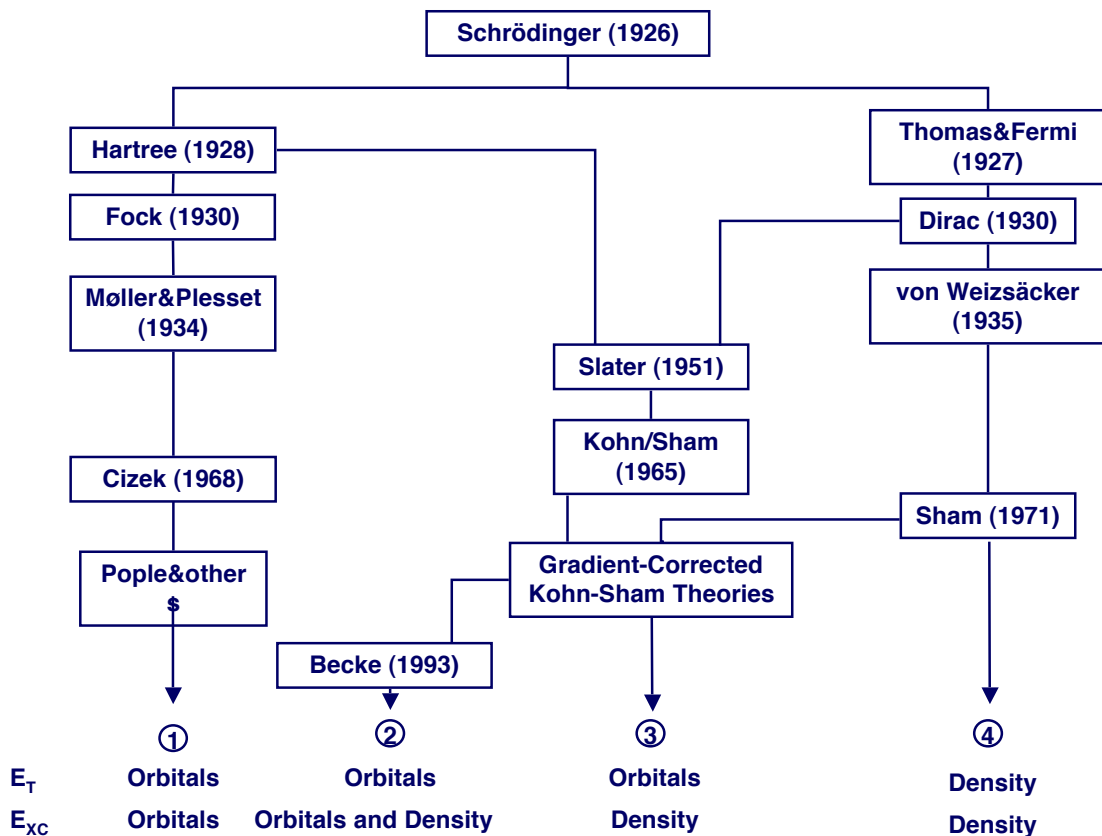 Schrödinger (1926)
Hartree (1928)
Thomas&Fermi
(1927)
Fock (1930)
Dirac (1930)
Møller&Plesset
(1934)
von Weizsäcker
(1935)
Slater (1951)
Kohn/Sham
(1965)
Cizek (1968)
Sham (1971)
Pople&other
s
Gradient-Corrected
Kohn-Sham Theories
Becke (1993)
1 2 3 4
E_T Orbitals Orbitals Orbitals Density
E_XC Orbitals Orbitals and Density Density Density